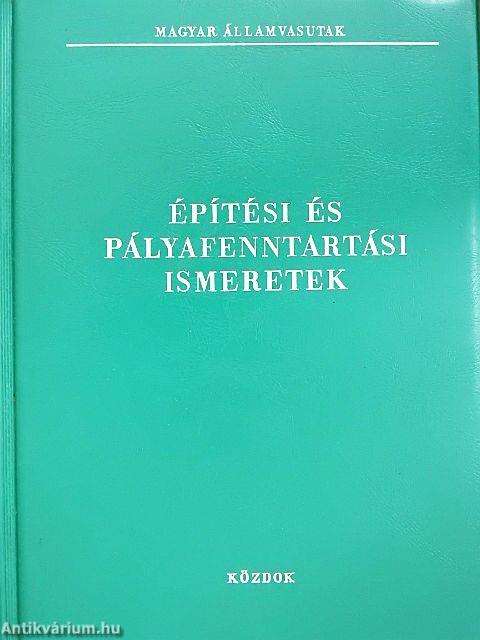 MAGYAR ÁLLAMVASUTAK
ÉPÍTÉSI ÉS
PÁLYAFENNTARTÁSI
ISMERETEK
KÖZDOK
Antikvárium.hu